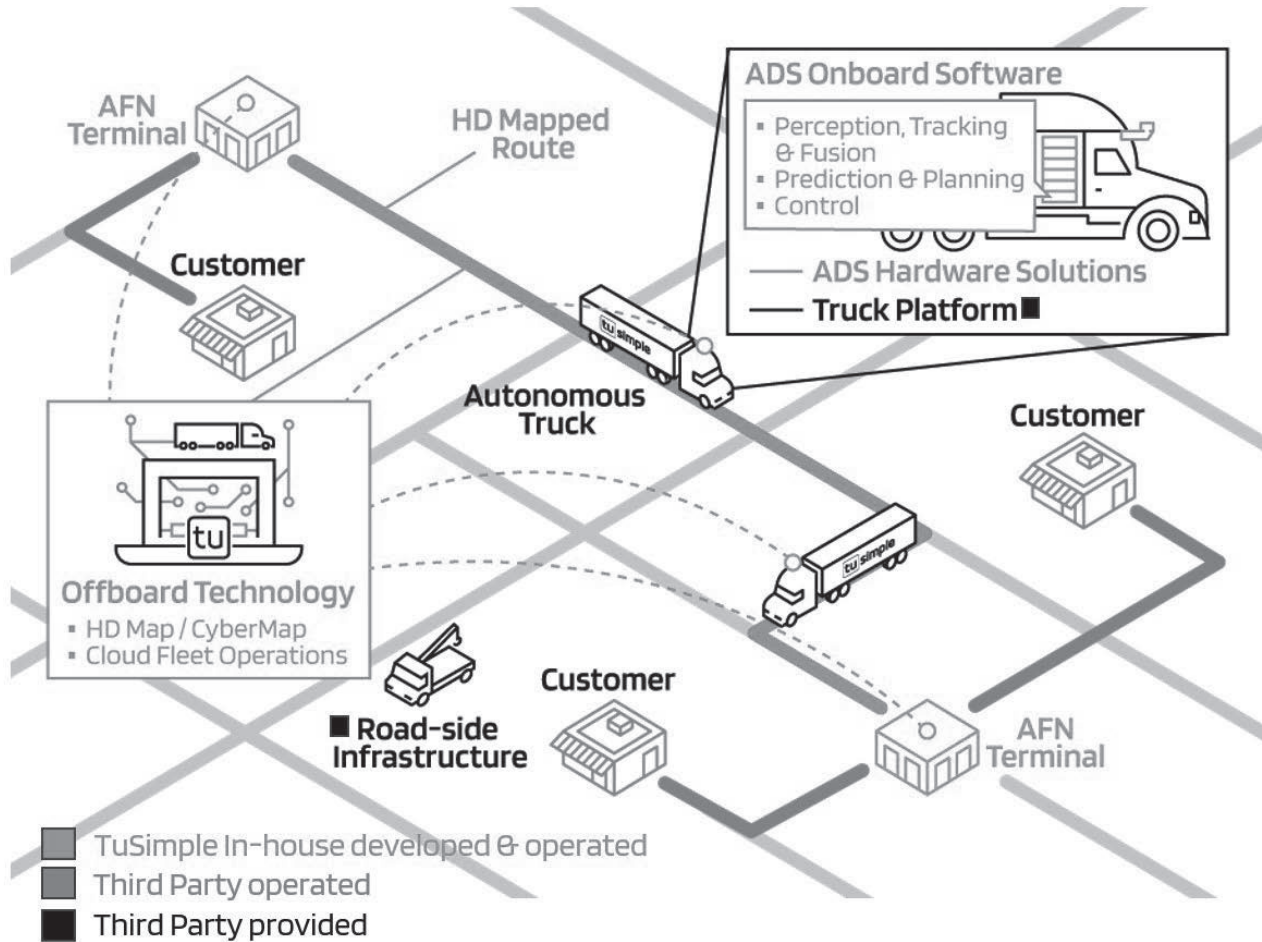 AFN
Terminal
HD Mapped
Route
ADS Onboard Software
▪ Perception, Tracking
& Fusion
▪ Prediction & Planning
▪ Control
ADS Hardware Solutions
Truck Platform
Customer
tu simple
Autonomous
Truck
Customer
tu
Offboard Technology
▪ HD Map / CyberMap
▪ Cloud Fleet Operations
tu simple
Road-side
Infrastructure
Customer
AFN
Terminal
TuSimple In-house developed & operated
Third Party operated
Third Party provided